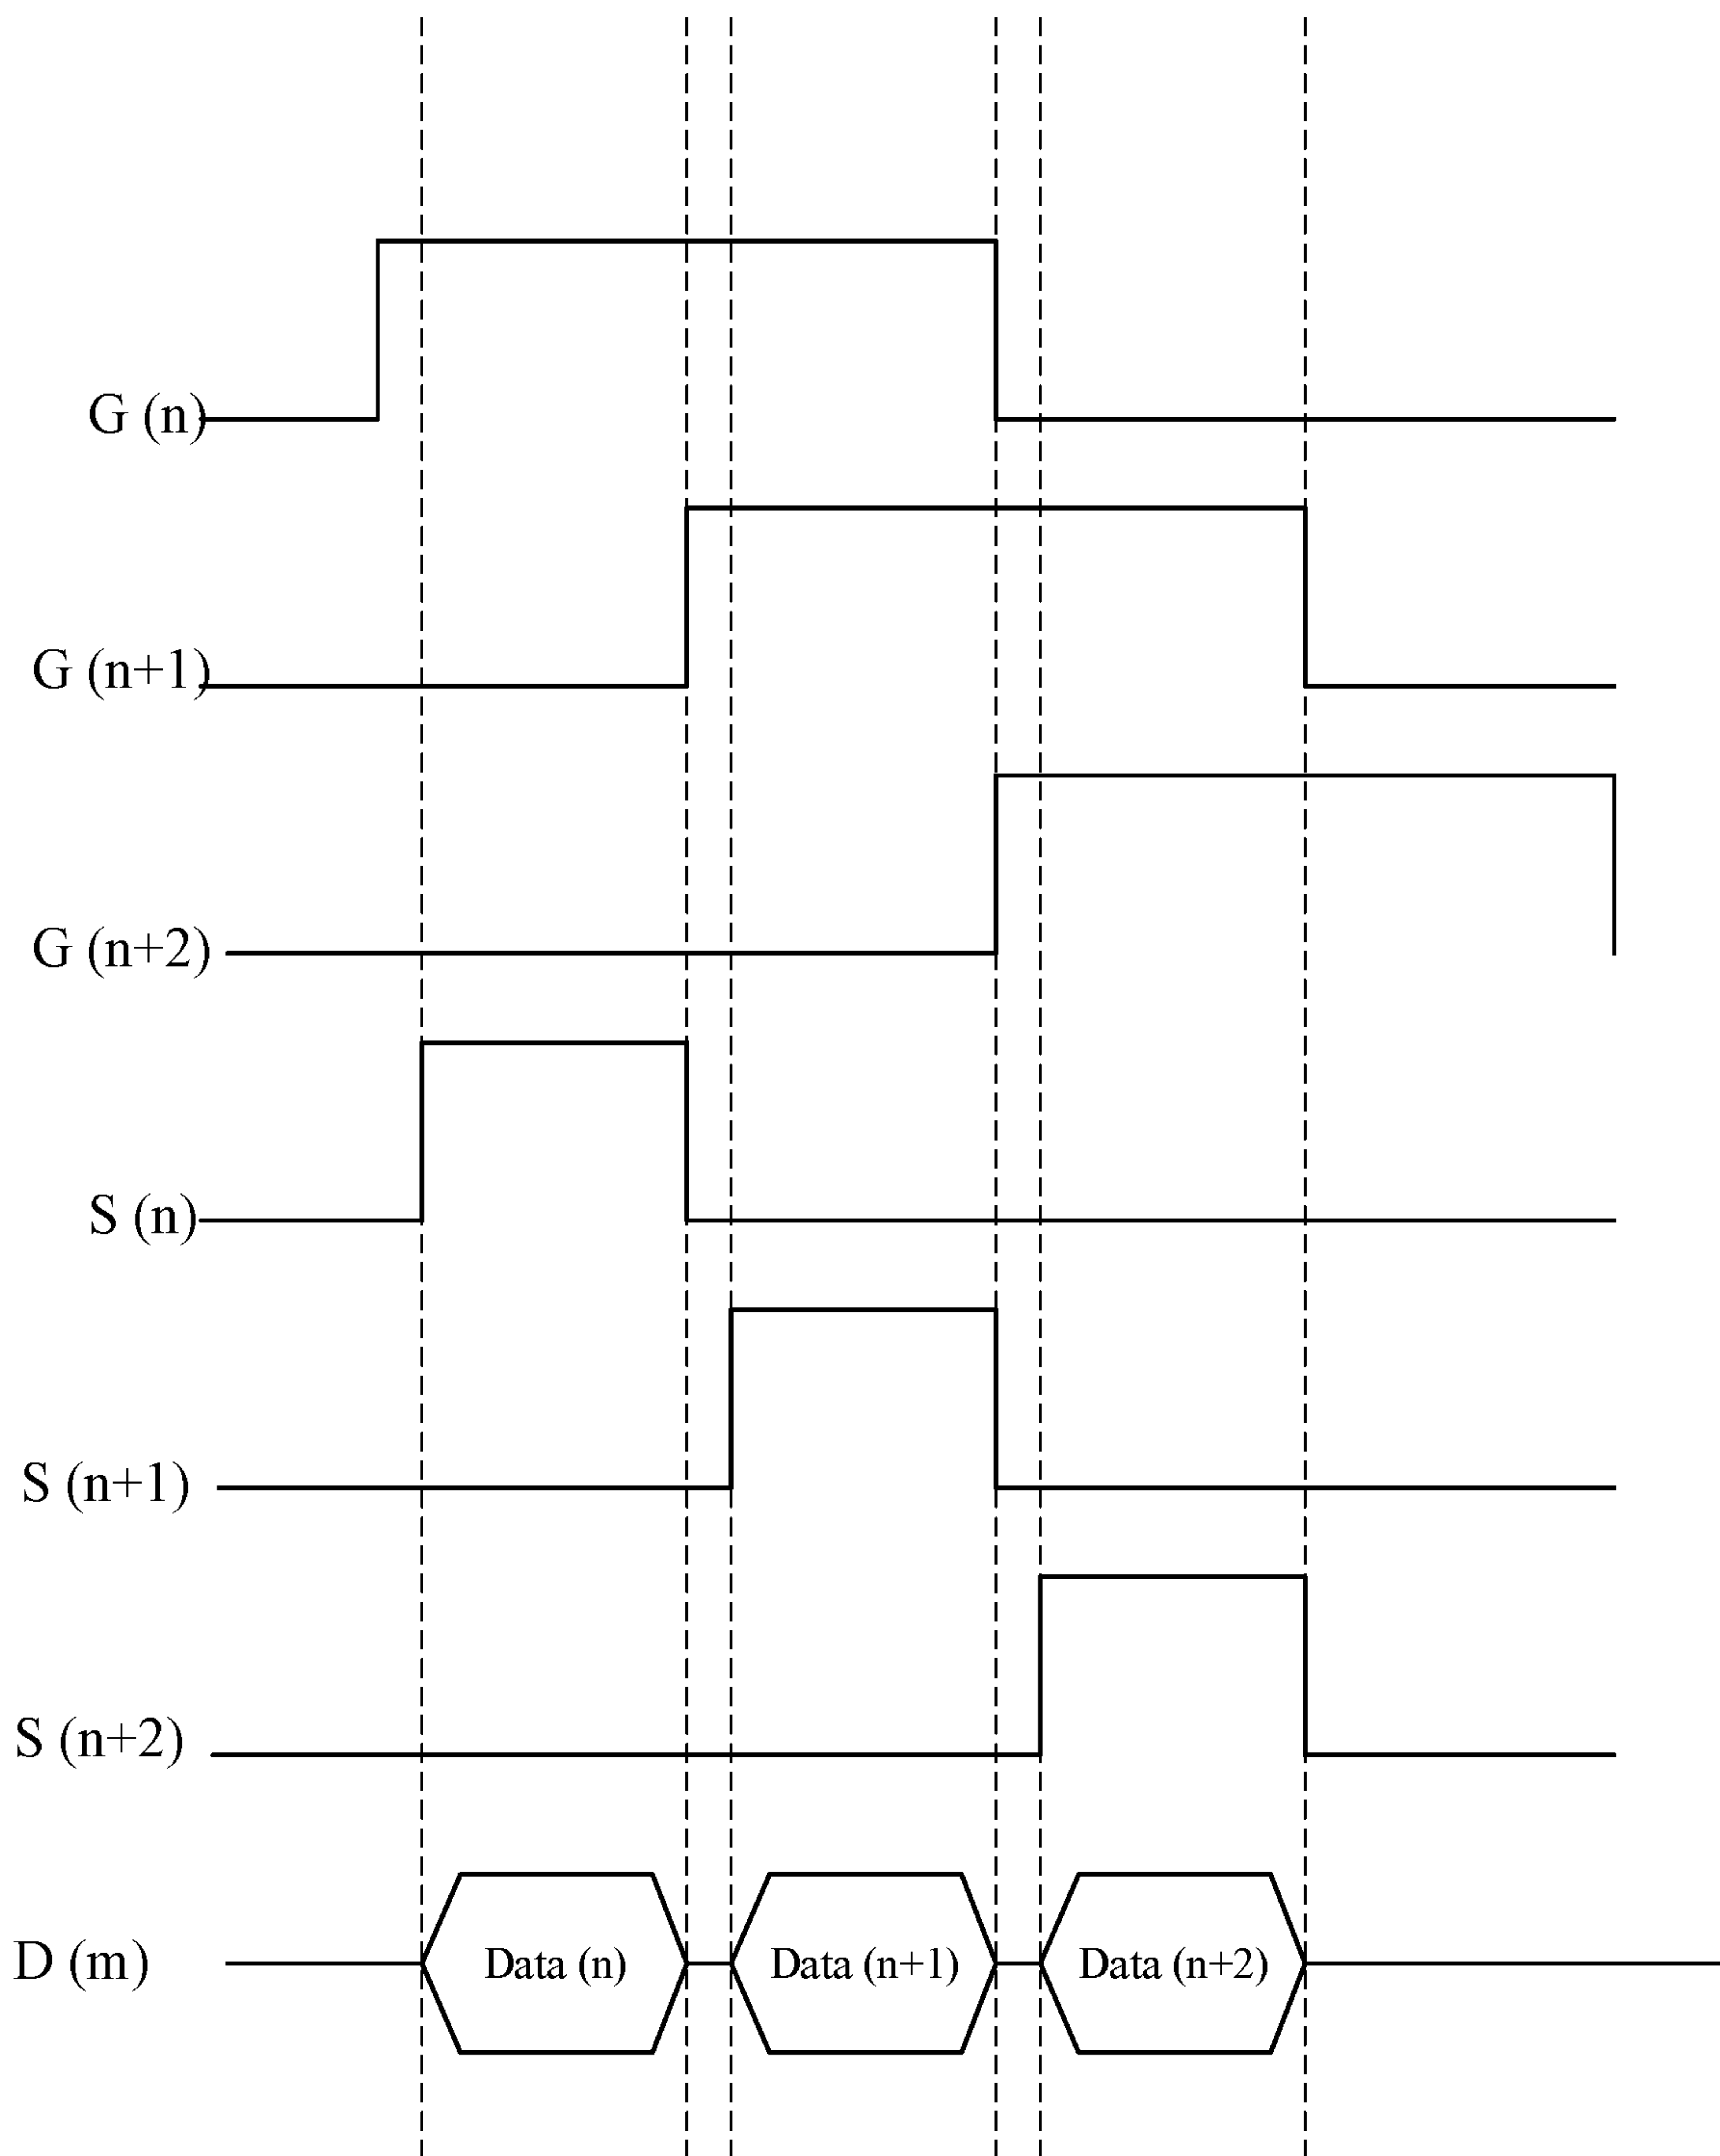 G (n)
G (n+1)
G (n+2)
S (n)
S (n+1)
S (n+2)
D (m)
Data (n)
Data (n+1)
Data (n+2)